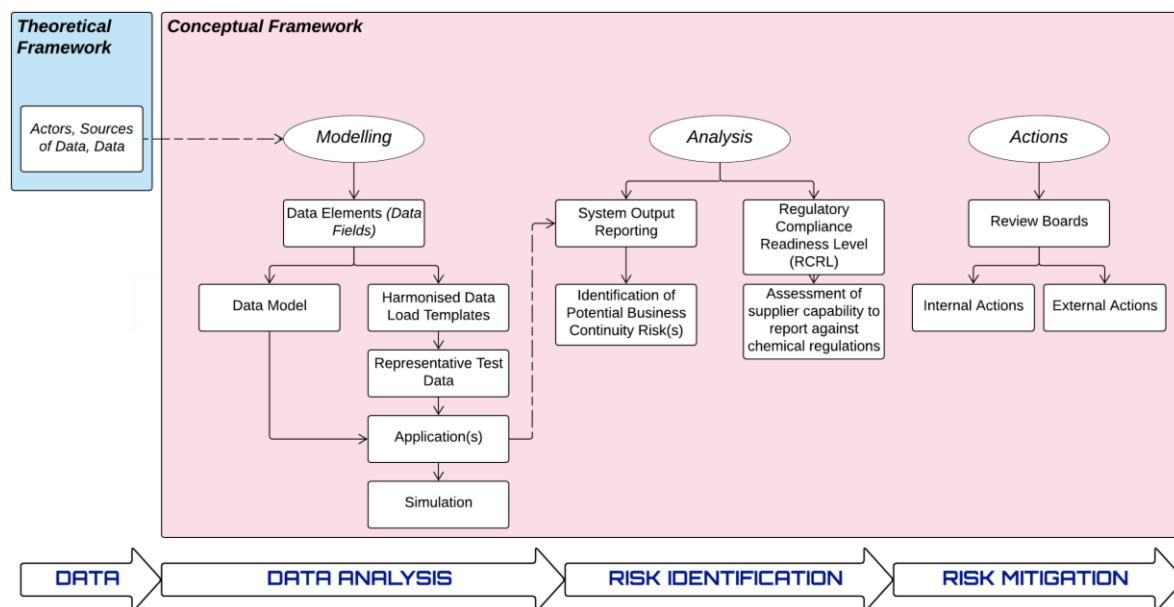 Theoretical
Framework
Conceptual Framework
Actors, Sources
of Data, Data
Modelling
Analysis
Actions
Data Elements (Data
Fields)
System Output
Reporting
Regulatory
Compliance
Readiness Level
(RCRL)
Review Boards
Data Model
Harmonised Data
Load Templates
Identification of
Potential Business
Continuity Risk(s)
Assessment of
supplier capability to
report against
chemical regulations
Internal Actions
External Actions
Representative Test
Data
Application(s)
Simulation
DATA
DATA ANALYSIS
RISK IDENTIFICATION
RISK MITIGATION